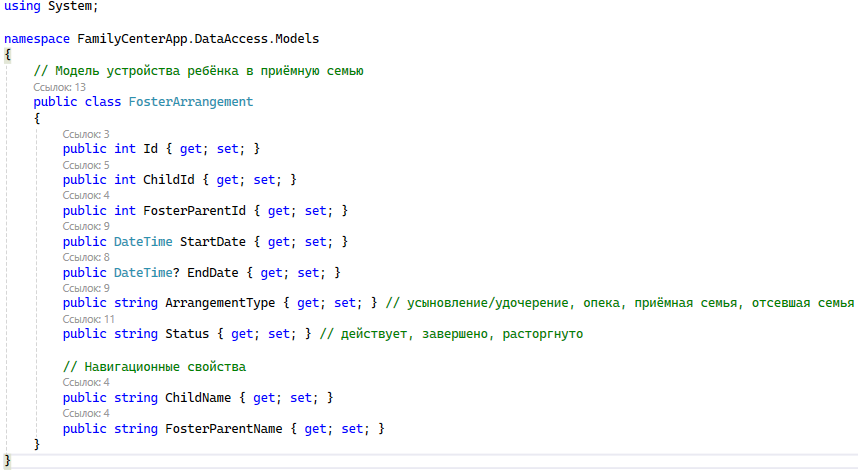 using System;
namespace FamilyCenterApp.DataAccess.Models
{
// Модель устройства ребёнка в приёмную семью
Ссылок: 13
public class FosterArrangement
{
Ссылок: 3
public int Id { get; set; }
Ссылок: 5
public int ChildId { get; set; }
Ссылок: 4
public int FosterParentId { get; set; }
Ссылок: 9
public DateTime StartDate { get; set; }
Ссылок: 8
public DateTime? EndDate { get; set; }
Ссылок: 9
public string ArrangementType { get; set; } // усыновление/удочерение, опека, приёмная семья, отсевшая семья
Ссылок: 11
public string Status { get; set; } // действует, завершено, расторгнуто
// Навигационные свойства
Ссылок: 4
public string ChildName { get; set; }
Ссылок: 4
public string FosterParentName { get; set; }
}
}